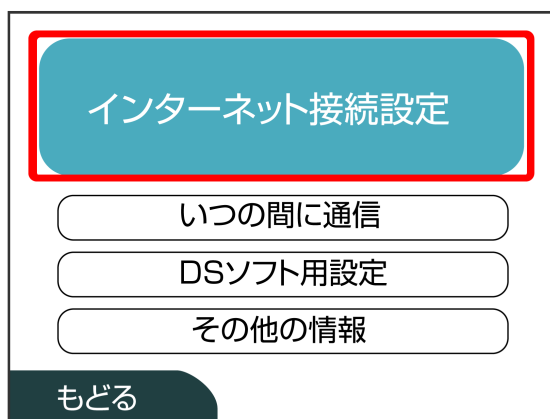 インターネット接続設定
いつの間に通信
DSソフト用設定
その他の情報
もどる